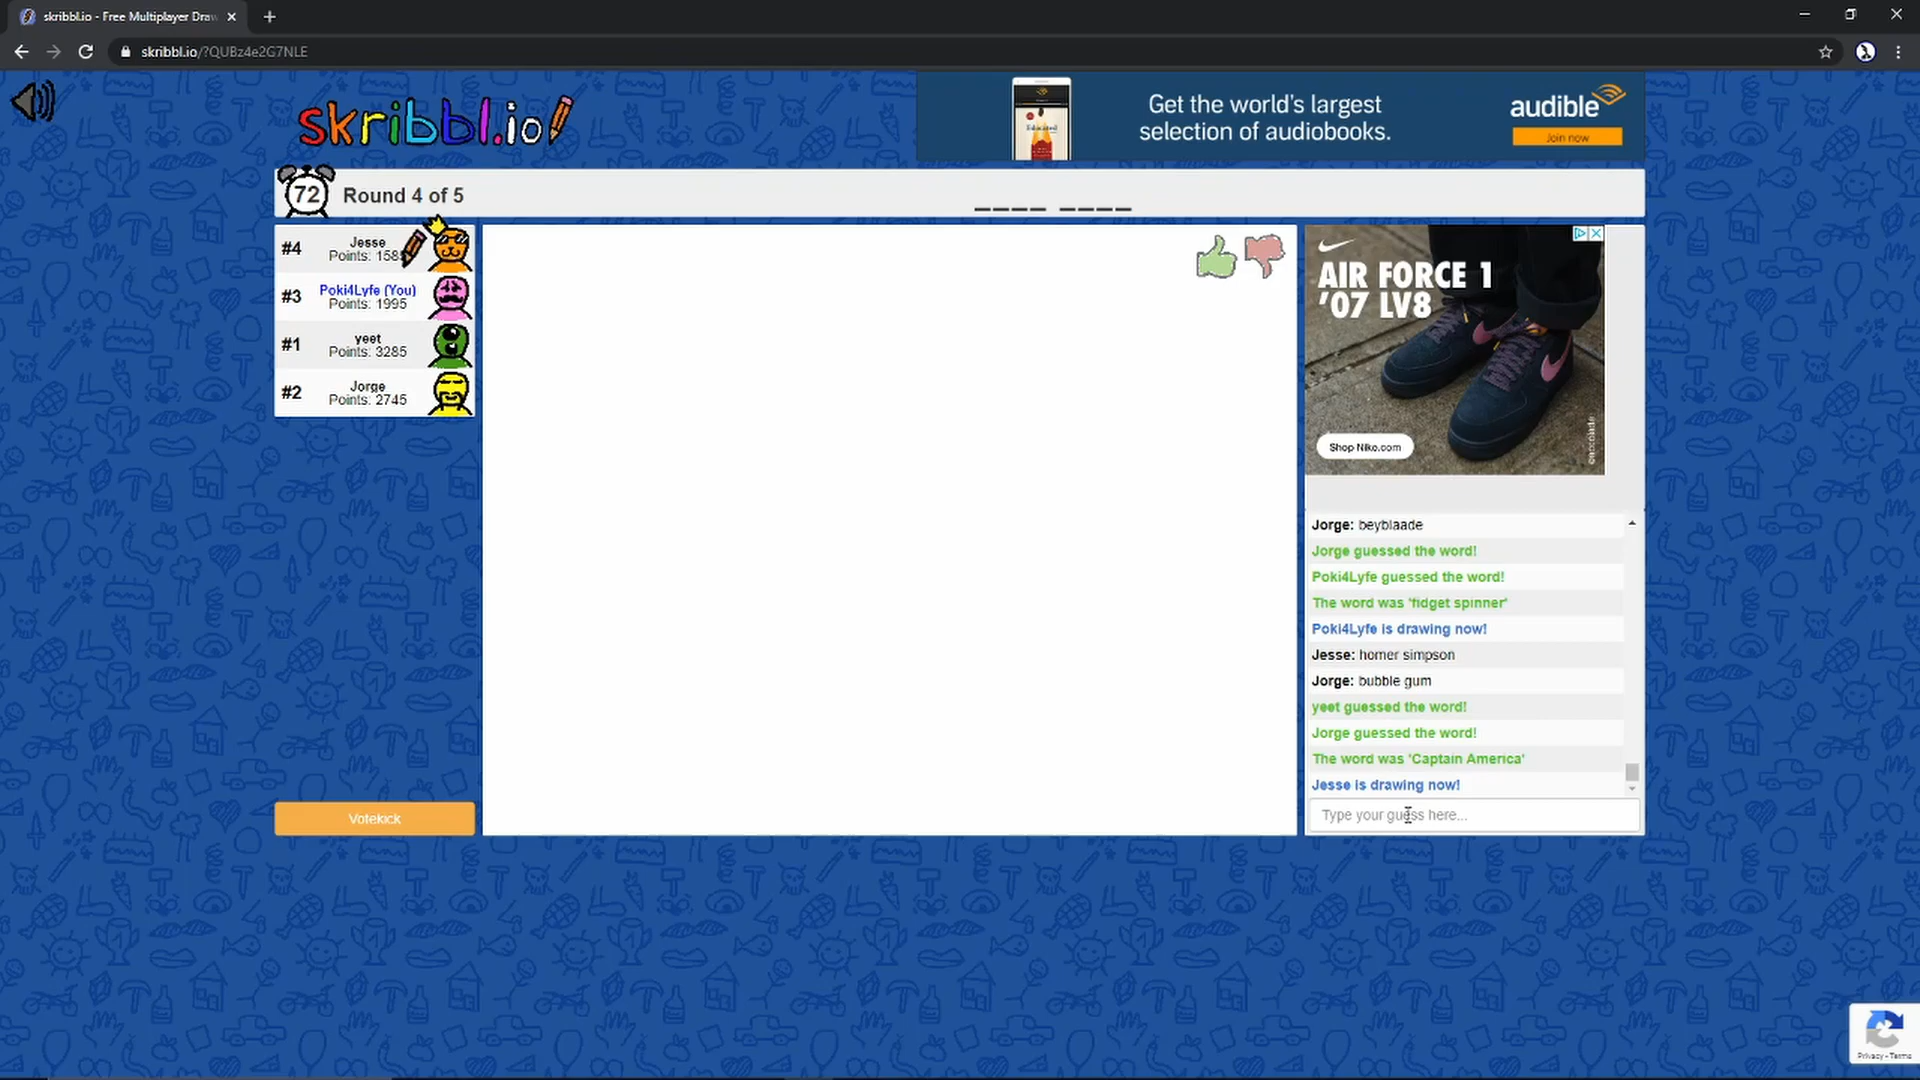 skribbl.io - Free Multiplayer Draw
skribbl.io/?QUBz4e2G7NLE
skribbl.io
Get the world's largest
selection of audiobooks.
audible
Join now
72
Round 4 of 5
____ ____
#4
Jesse
Points: 1585
#3
Poki4Lyfe (You)
Points: 1995
#1
yeet
Points: 3285
#2
Jorge
Points: 2745
Votekick
AIR FORCE 1
'07 LV8
Shop Nike.com
Jorge: beyblaade
Jorge guessed the word!
Poki4Lyfe guessed the word!
The word was 'fidget spinner'
Poki4Lyfe is drawing now!
Jesse: homer simpson
Jorge: bubble gum
yeet guessed the word!
Jorge guessed the word!
The word was 'Captain America'
Jesse is drawing now!
Type your guess here...
Privacy - Terms